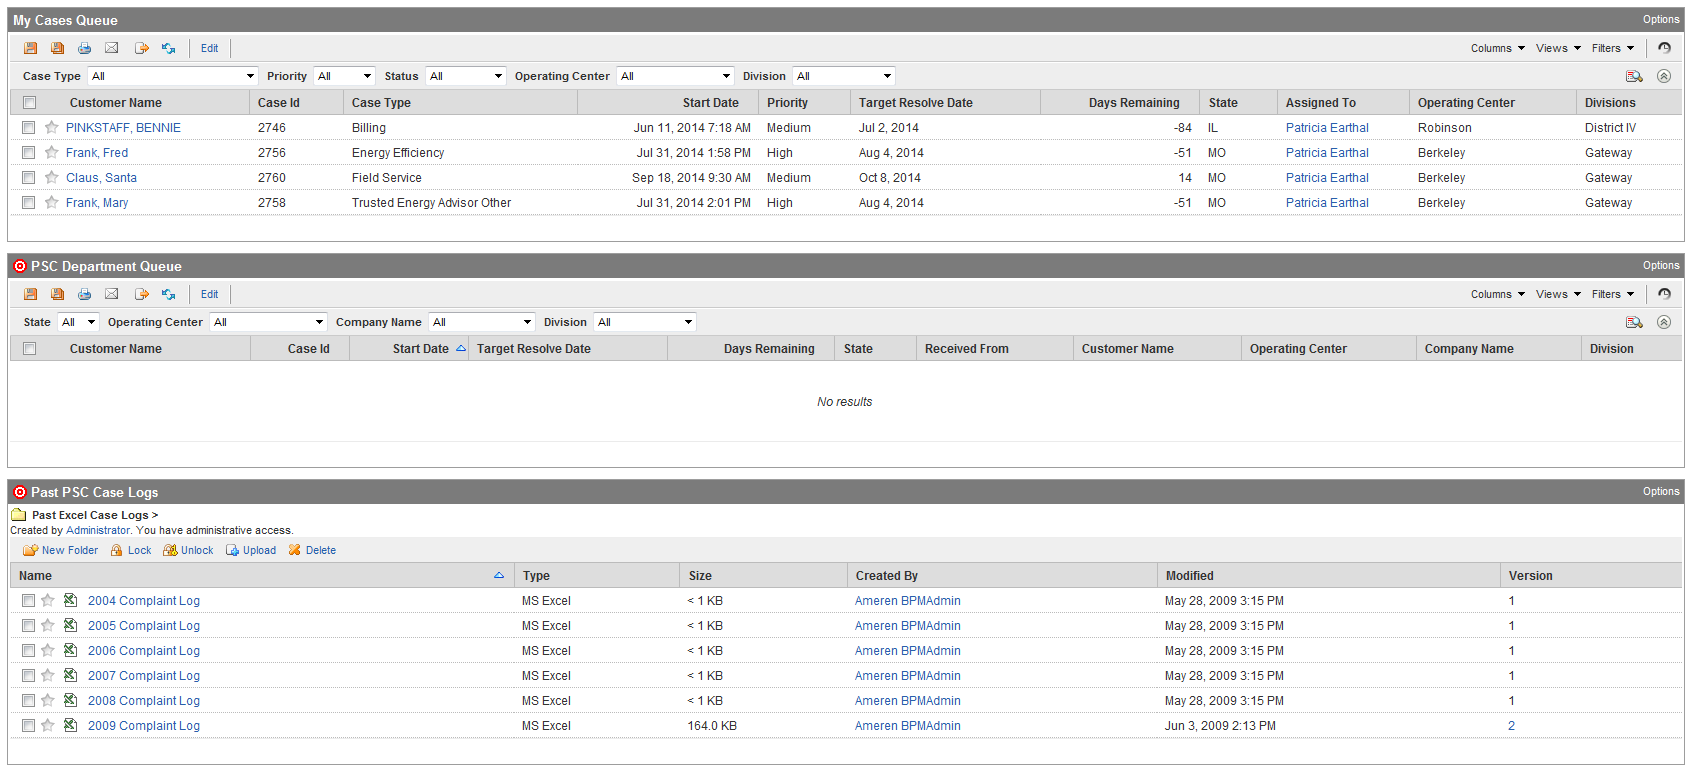 My Cases Queue Options
Edit Columns Views Filters
Case Type All Priority All Status All Operating Center All Division All
Customer Name Case Id Case Type Start Date Priority Target Resolve Date Days Remaining State Assigned To Operating Center Divisions
PINKSTAFF, BENNIE 2746 Billing Jun 11, 2014 7:18 AM Medium Jul 2, 2014 -84 IL Patricia Earthal Robinson District IV
Frank, Fred 2756 Energy Efficiency Jul 31, 2014 1:58 PM High Aug 4, 2014 -51 MO Patricia Earthal Berkeley Gateway
Claus, Santa 2760 Field Service Sep 18, 2014 9:30 AM Medium Oct 8, 2014 14 MO Patricia Earthal Berkeley Gateway
Frank, Mary 2758 Trusted Energy Advisor Other Jul 31, 2014 2:01 PM High Aug 4, 2014 -51 MO Patricia Earthal Berkeley Gateway
PSC Department Queue Options
Edit Columns Views Filters
State All Operating Center All Company Name All Division All
Customer Name Case Id Start Date Target Resolve Date Days Remaining State Received From Customer Name Operating Center Company Name Division
No results
Past PSC Case Logs Options
Past Excel Case Logs >
Created by Administrator. You have administrative access.
New Folder Lock Unlock Upload Delete
Name Type Size Created By Modified Version
2004 Complaint Log MS Excel < 1 KB Ameren BPMAdmin May 28, 2009 3:15 PM 1
2005 Complaint Log MS Excel < 1 KB Ameren BPMAdmin May 28, 2009 3:15 PM 1
2006 Complaint Log MS Excel < 1 KB Ameren BPMAdmin May 28, 2009 3:15 PM 1
2007 Complaint Log MS Excel < 1 KB Ameren BPMAdmin May 28, 2009 3:15 PM 1
2008 Complaint Log MS Excel < 1 KB Ameren BPMAdmin May 28, 2009 3:15 PM 1
2009 Complaint Log MS Excel 164.0 KB Ameren BPMAdmin Jun 3, 2009 2:13 PM 2